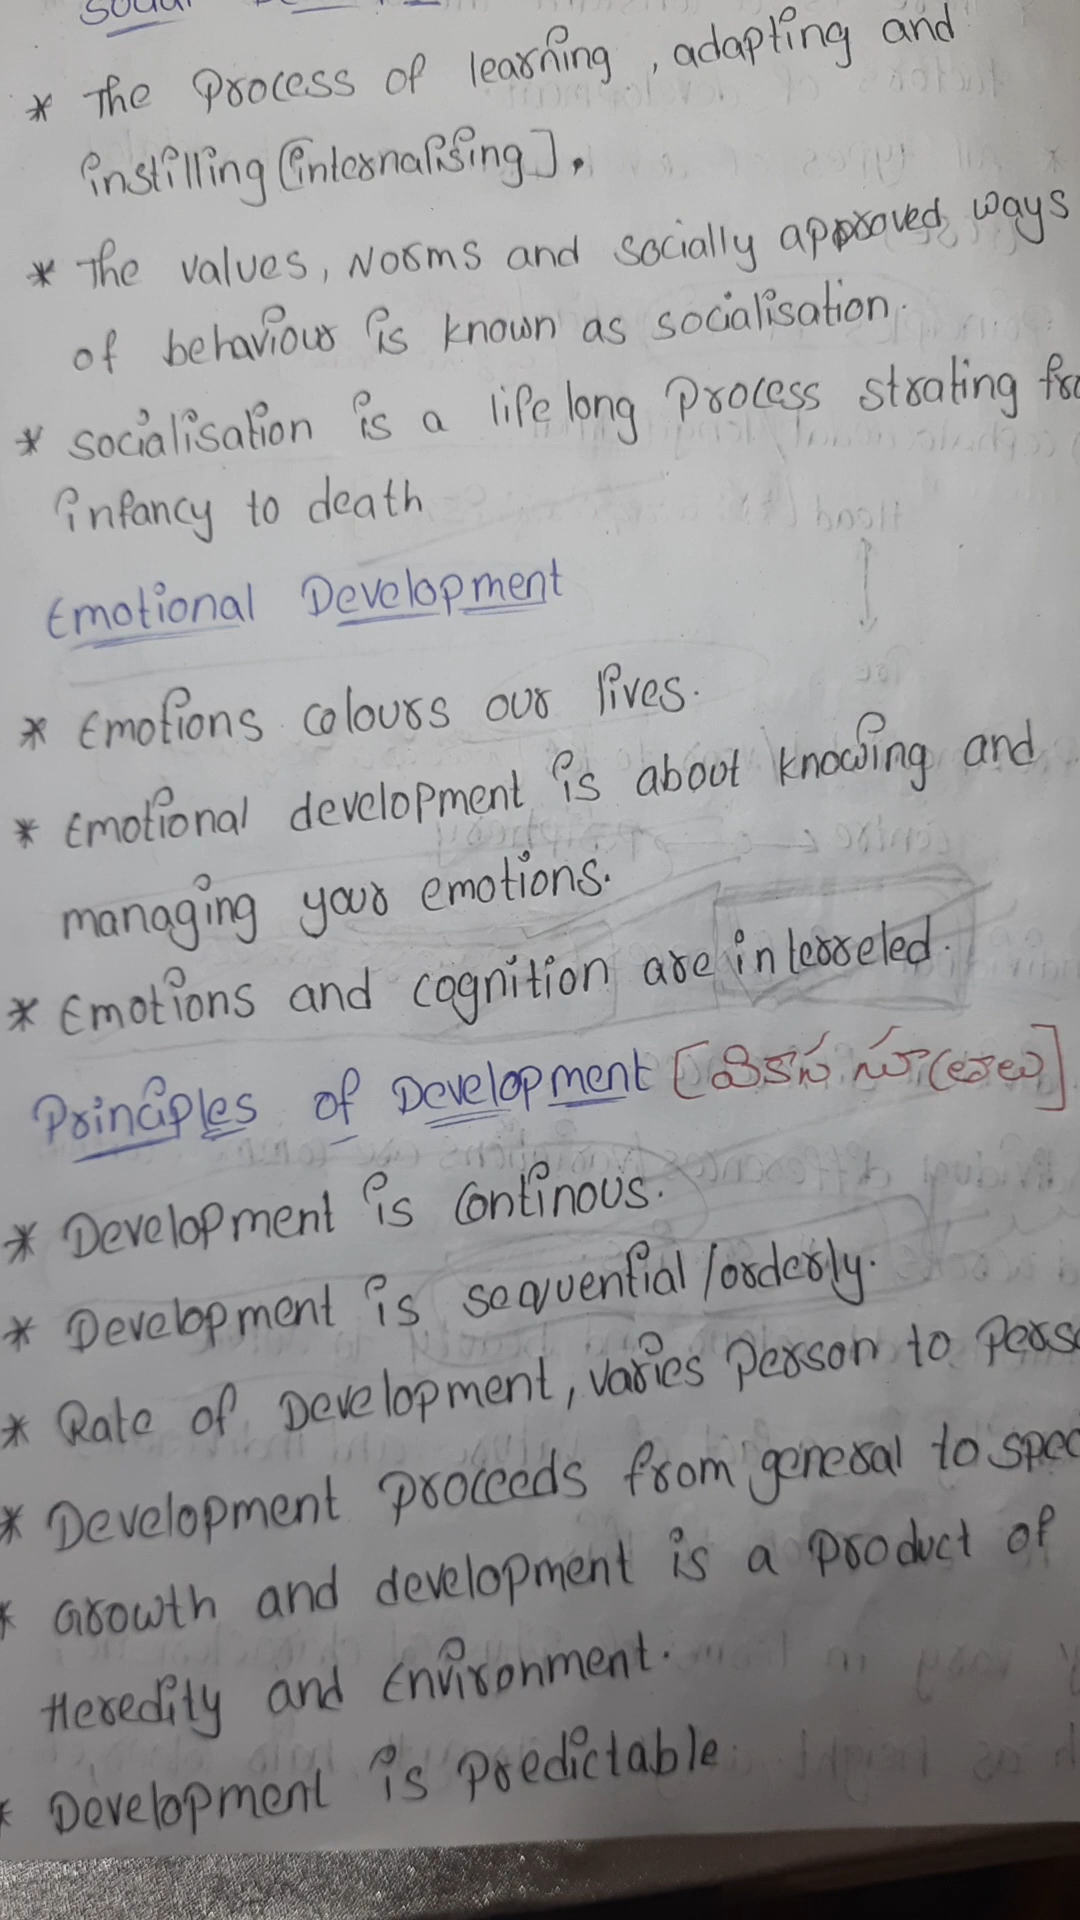 Social
* The Process of learning, adapting and
instilling [internalising].
* The values, Norms and socially approved ways
of behaviour is known as socialisation.
* socialisation is a lifelong process strating fro
infancy to death
Emotional Development
* Emotions colours our lives.
* Emotional development is about knowing and
managing your emotions.
* Emotions and cognition are interreled.
Principles of Development [వికాస సూత్రాలు]
* Development is Continous.
* Development is sequential/orderly.
* Rate of Development, varies Person to Perso
* Development proceeds from general to spec
* Growth and development is a product of
Heredity and Environment.
* Development is Predictable